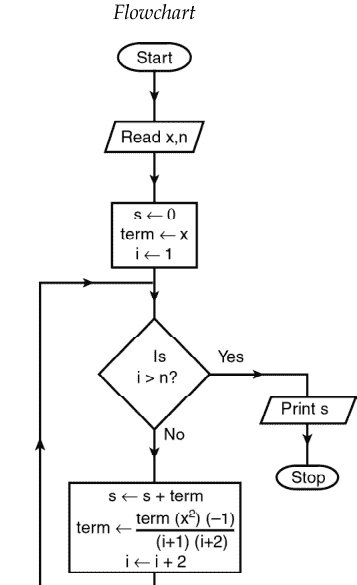 Flowchart
Start
Read x,n
s ← 0
term ← x
i ← 1
Is
i > n?
Yes
Print s
No
Stop
s ← s + term
term ← term (x²) (−1)
(i+1) (i+2)
i ← i + 2